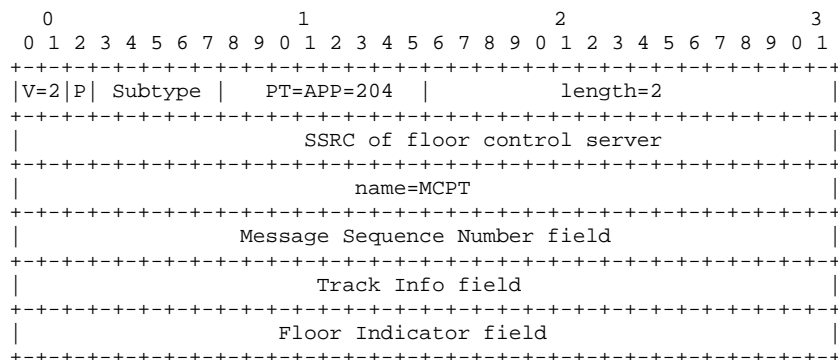 0 1 2 3
0 1 2 3 4 5 6 7 8 9 0 1 2 3 4 5 6 7 8 9 0 1 2 3 4 5 6 7 8 9 0 1
+-+-+-+-+-+-+-+-+-+-+-+-+-+-+-+-+-+-+-+-+-+-+-+-+-+-+-+-+-+-+-+-+
|V=2|P| Subtype | PT=APP=204 | length=2 |
+-+-+-+-+-+-+-+-+-+-+-+-+-+-+-+-+-+-+-+-+-+-+-+-+-+-+-+-+-+-+-+-+
| SSRC of floor control server |
+-+-+-+-+-+-+-+-+-+-+-+-+-+-+-+-+-+-+-+-+-+-+-+-+-+-+-+-+-+-+-+-+
| name=MCPT |
+-+-+-+-+-+-+-+-+-+-+-+-+-+-+-+-+-+-+-+-+-+-+-+-+-+-+-+-+-+-+-+-+
| Message Sequence Number field |
+-+-+-+-+-+-+-+-+-+-+-+-+-+-+-+-+-+-+-+-+-+-+-+-+-+-+-+-+-+-+-+-+
| Track Info field |
+-+-+-+-+-+-+-+-+-+-+-+-+-+-+-+-+-+-+-+-+-+-+-+-+-+-+-+-+-+-+-+-+
| Floor Indicator field |
+-+-+-+-+-+-+-+-+-+-+-+-+-+-+-+-+-+-+-+-+-+-+-+-+-+-+-+-+-+-+-+-+